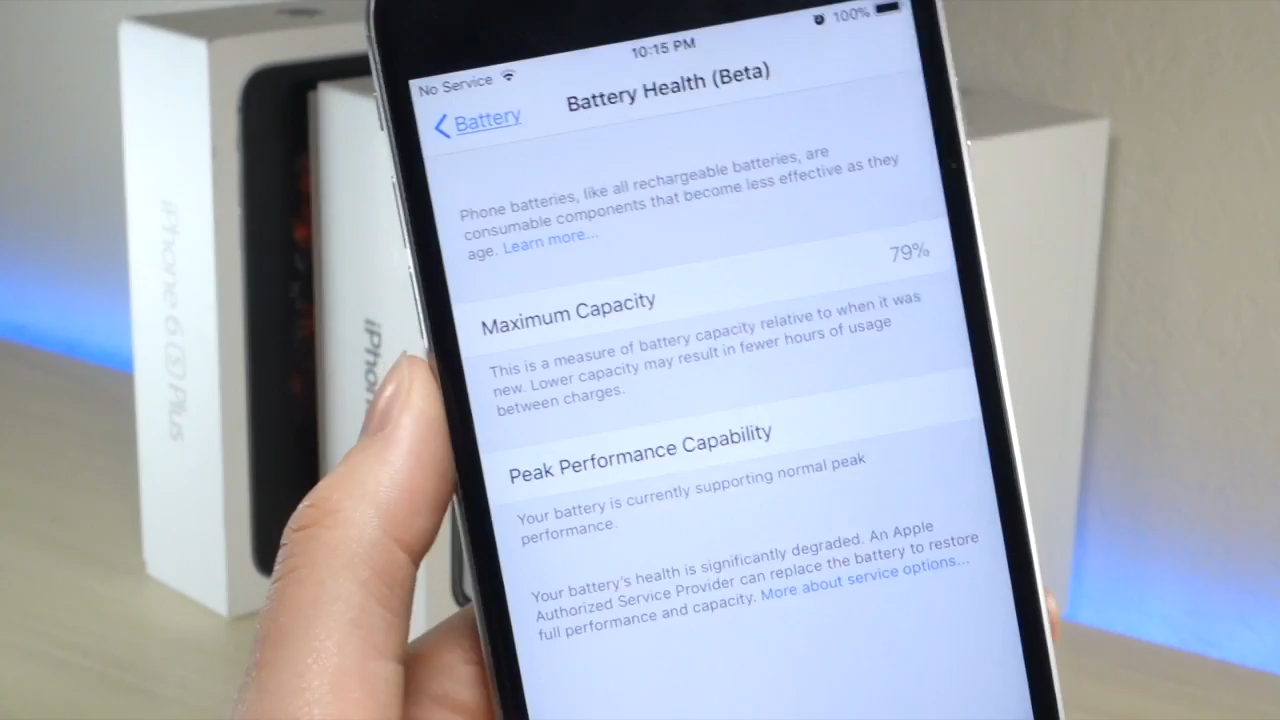 No Service
10:15 PM
100%
Battery
Battery Health (Beta)
Phone batteries, like all rechargeable batteries, are
consumable components that become less effective as they
age. Learn more...
Maximum Capacity
79%
This is a measure of battery capacity relative to when it was
new. Lower capacity may result in fewer hours of usage
between charges.
Peak Performance Capability
Your battery is currently supporting normal peak
performance.
Your battery's health is significantly degraded. An Apple
Authorized Service Provider can replace the battery to restore
full performance and capacity. More about service options...
iPhone 6S Plus
iPhon